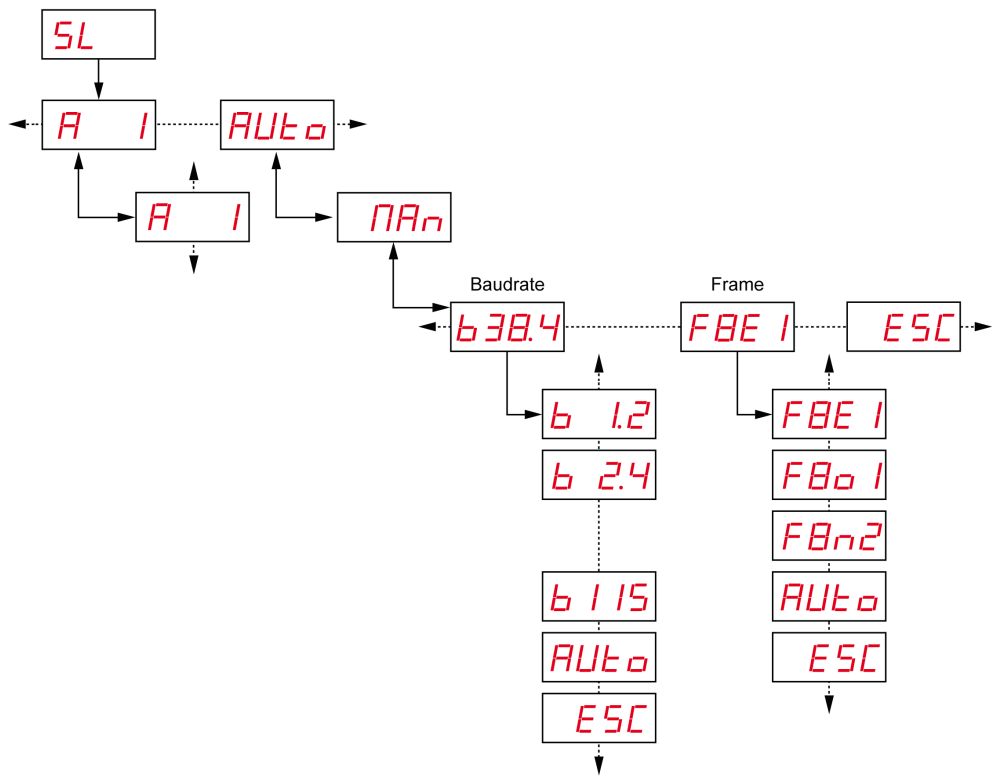 SL
A 1
AUto
A 1
MAn
Baudrate
Frame
b38.4
F8E1
ESC
b 1.2
F8E1
b 2.4
F8o1
F8n2
b115
AUto
AUto
ESC
ESC